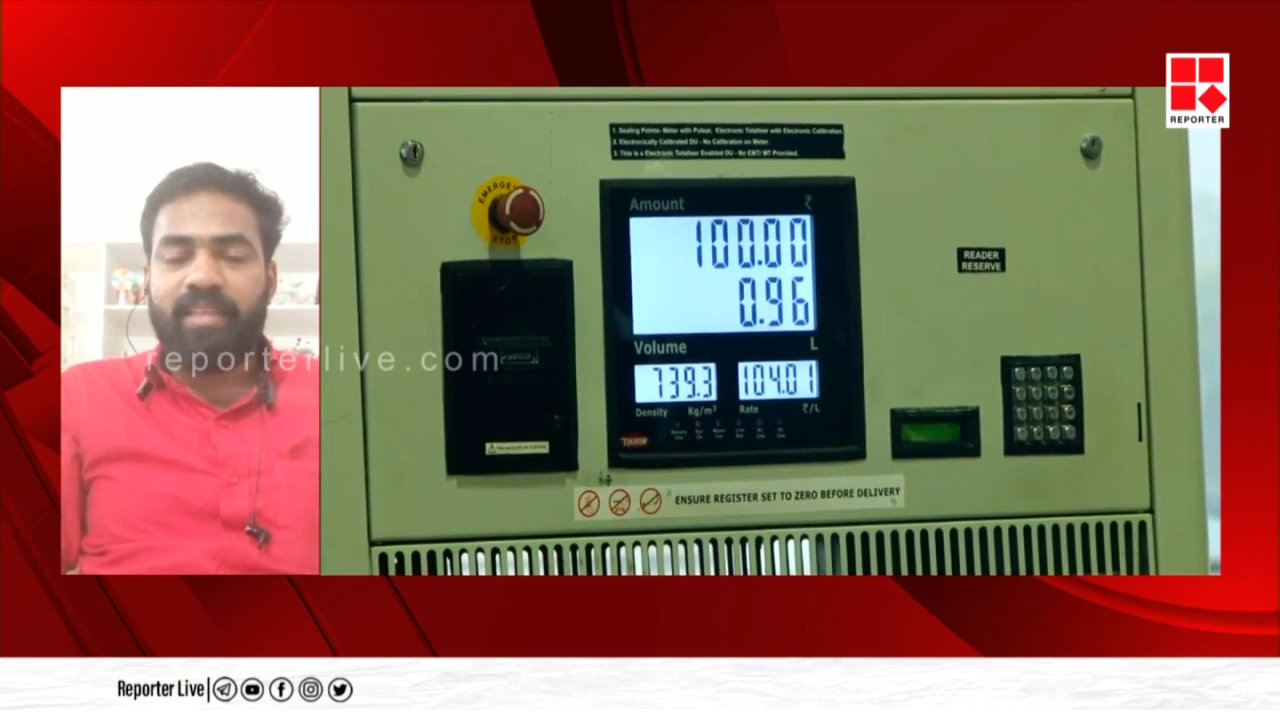 REPORTER
1. Sealing Points- Meter with Pulsar, Electronic Totaliser with Electronic Calibration.
2. Electronically Calibrated DU - No Calibration on Meter.
3. This is a Electronic Totaliser Enabled DU - No EMT/ MT Provided.
EMERGE
STOP
Amount ₹
100.00
0.96
Volume L
739.3 104.01
Density Kg/m³ Rate ₹/L
READER
RESERVE
ENSURE REGISTER SET TO ZERO BEFORE DELIVERY
reporterlive.com
Reporter Live